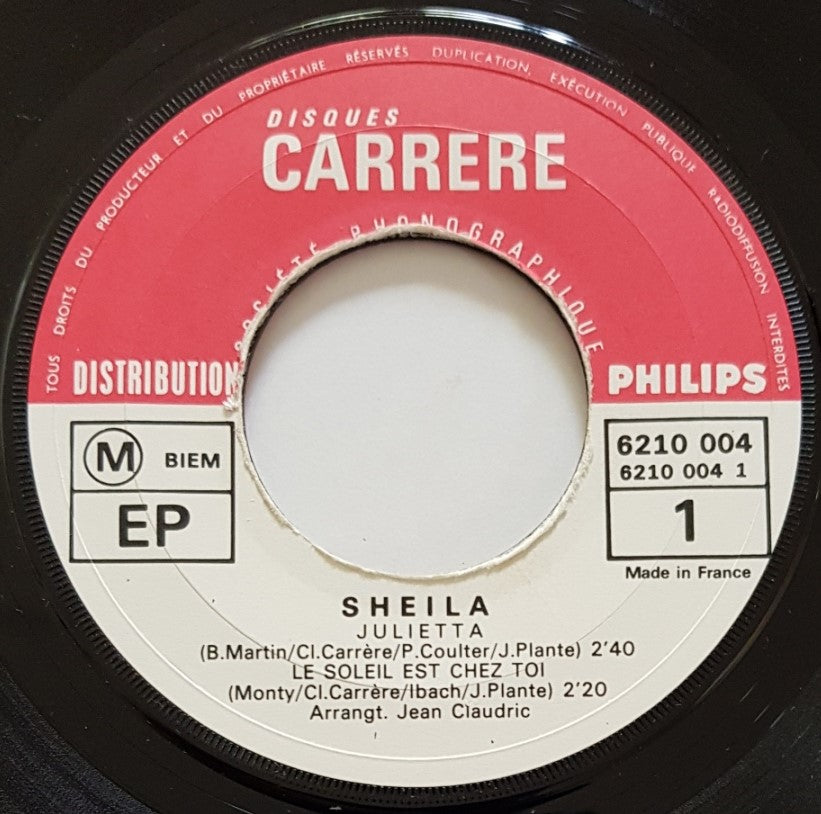 TOUS DROITS DU PRODUCTEUR ET DU PROPRIÉTAIRE RÉSERVÉS DUPLICATION, EXÉCUTION PUBLIQUE RADIODIFFUSION INTERDITES
DISQUES
CARRERE
SOCIÉTÉ PHONOGRAPHIQUE
DISTRIBUTION PHILIPS
M BIEM
EP
6210 004
6210 004 1
1
Made in France
SHEILA
JULIETTA
(B.Martin/Cl.Carrère/P.Coulter/J.Plante) 2'40
LE SOLEIL EST CHEZ TOI
(Monty/Cl.Carrère/Ibach/J.Plante) 2'20
Arrangt. Jean Claudric